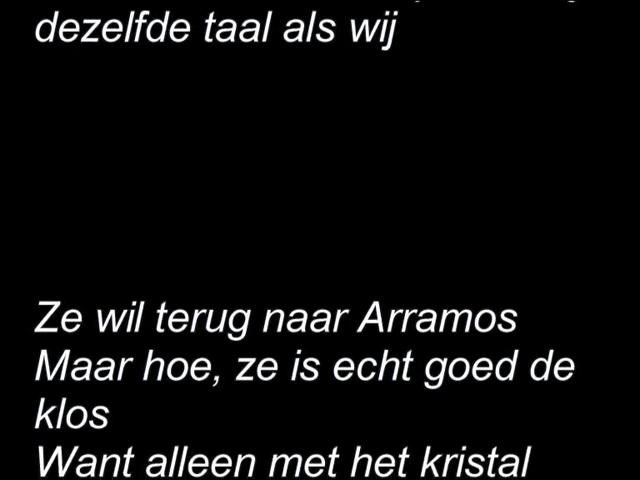 dezelfde taal als wij
Ze wil terug naar Arramos
Maar hoe, ze is echt goed de
klos
Want alleen met het kristal